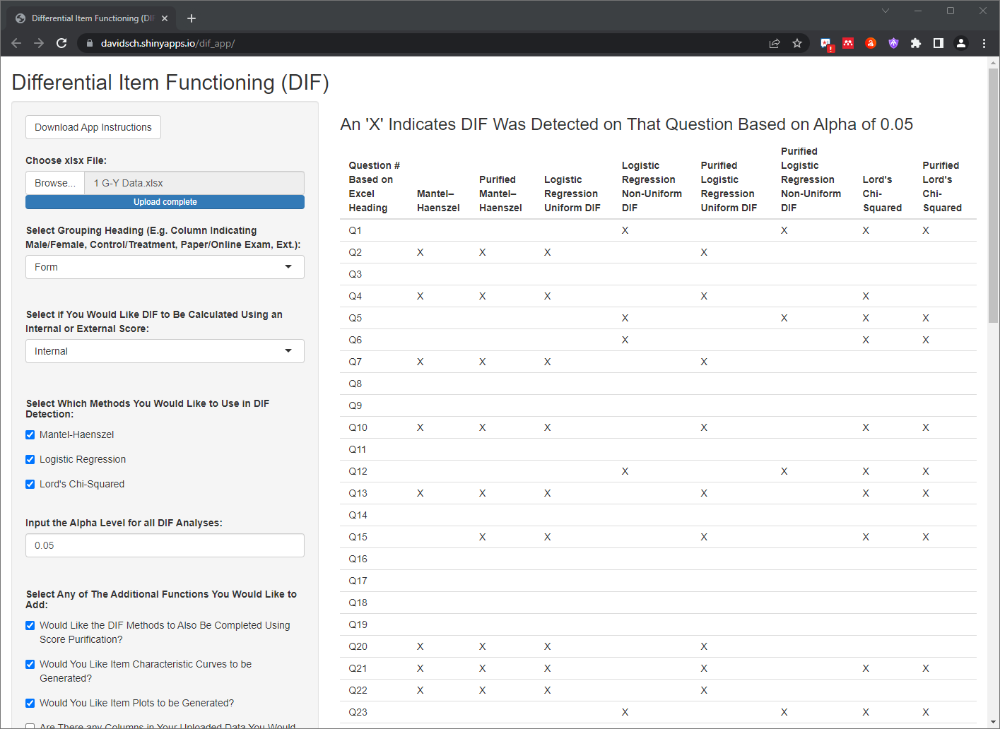 Differential Item Functioning (DIF
davidsch.shinyapps.io/dif_app/
Differential Item Functioning (DIF)
Download App Instructions
Choose xlsx File:
Browse... 1 G-Y Data.xlsx
Upload complete
Select Grouping Heading (E.g. Column Indicating
Male/Female, Control/Treatment, Paper/Online Exam, Ext.):
Form
Select if You Would Like DIF to Be Calculated Using an
Internal or External Score:
Internal
Select Which Methods You Would Like to Use in DIF
Detection:
Mantel-Haenszel
Logistic Regression
Lord's Chi-Squared
Input the Alpha Level for all DIF Analyses:
0.05
Select Any of The Additional Functions You Would Like to
Add:
Would Like the DIF Methods to Also Be Completed Using
Score Purification?
Would You Like Item Characteristic Curves to be
Generated?
Would You Like Item Plots to be Generated?
Are There any Columns in Your Uploaded Data You Would
An 'X' Indicates DIF Was Detected on That Question Based on Alpha of 0.05
Question #
Based on
Excel
Heading
Mantel–
Haenszel
Purified
Mantel–
Haenszel
Logistic
Regression
Uniform DIF
Logistic
Regression
Non-Uniform
DIF
Purified
Logistic
Regression
Uniform DIF
Purified
Logistic
Regression
Non-Uniform
DIF
Lord's
Chi-
Squared
Purified
Lord's
Chi-
Squared
Q1 X X X X
Q2 X X X X
Q3
Q4 X X X X X
Q5 X X X X
Q6 X X X
Q7 X X X X
Q8
Q9
Q10 X X X X X X
Q11
Q12 X X X X
Q13 X X X X X X
Q14
Q15 X X X X X
Q16
Q17
Q18
Q19
Q20 X X X X
Q21 X X X X X X
Q22 X X X X
Q23 X X X X